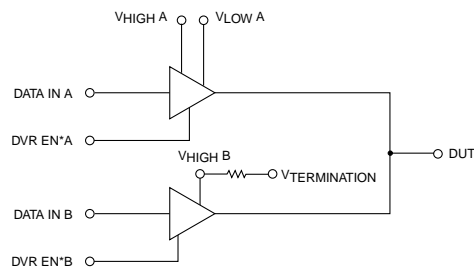 VHIGH A
VLOW A
DATA IN A
DVR EN*A
VHIGH B
VTERMINATION
DUT
DATA IN B
DVR EN*B